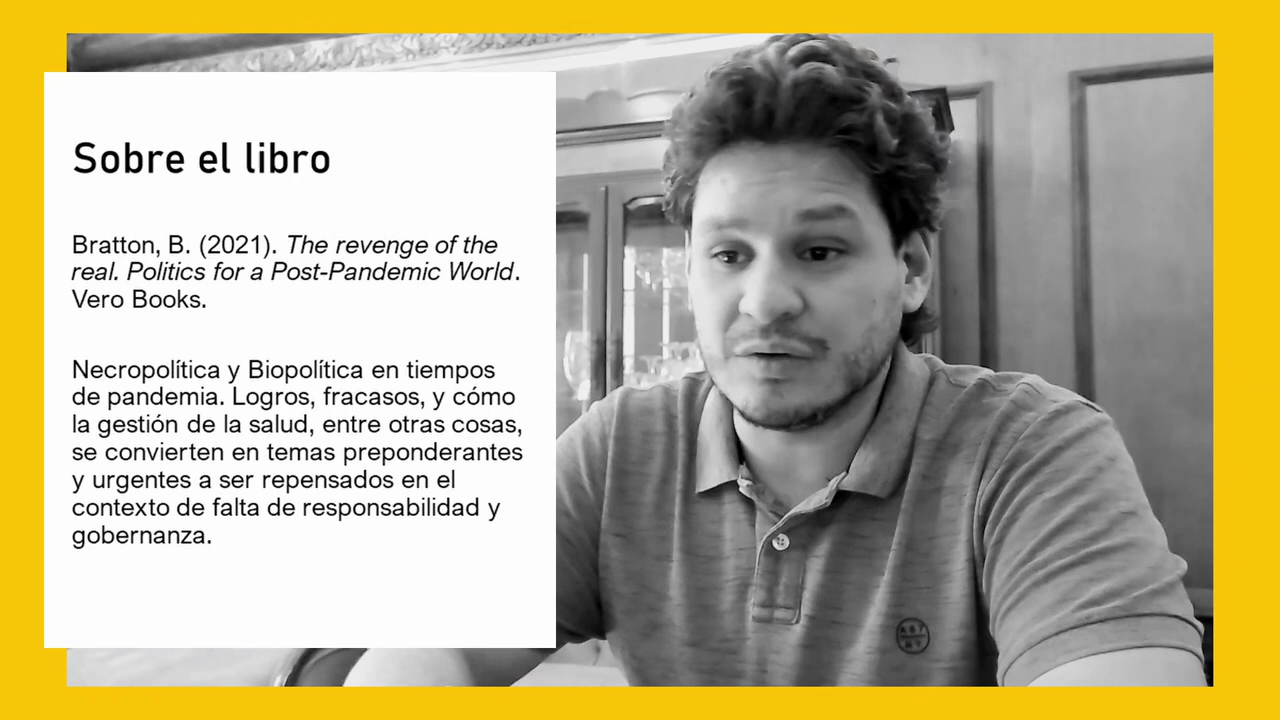 Sobre el libro
Bratton, B. (2021). The revenge of the
real. Politics for a Post-Pandemic World.
Vero Books.
Necropolítica y Biopolítica en tiempos
de pandemia. Logros, fracasos, y cómo
la gestión de la salud, entre otras cosas,
se convierten en temas preponderantes
y urgentes a ser repensados en el
contexto de falta de responsabilidad y
gobernanza.